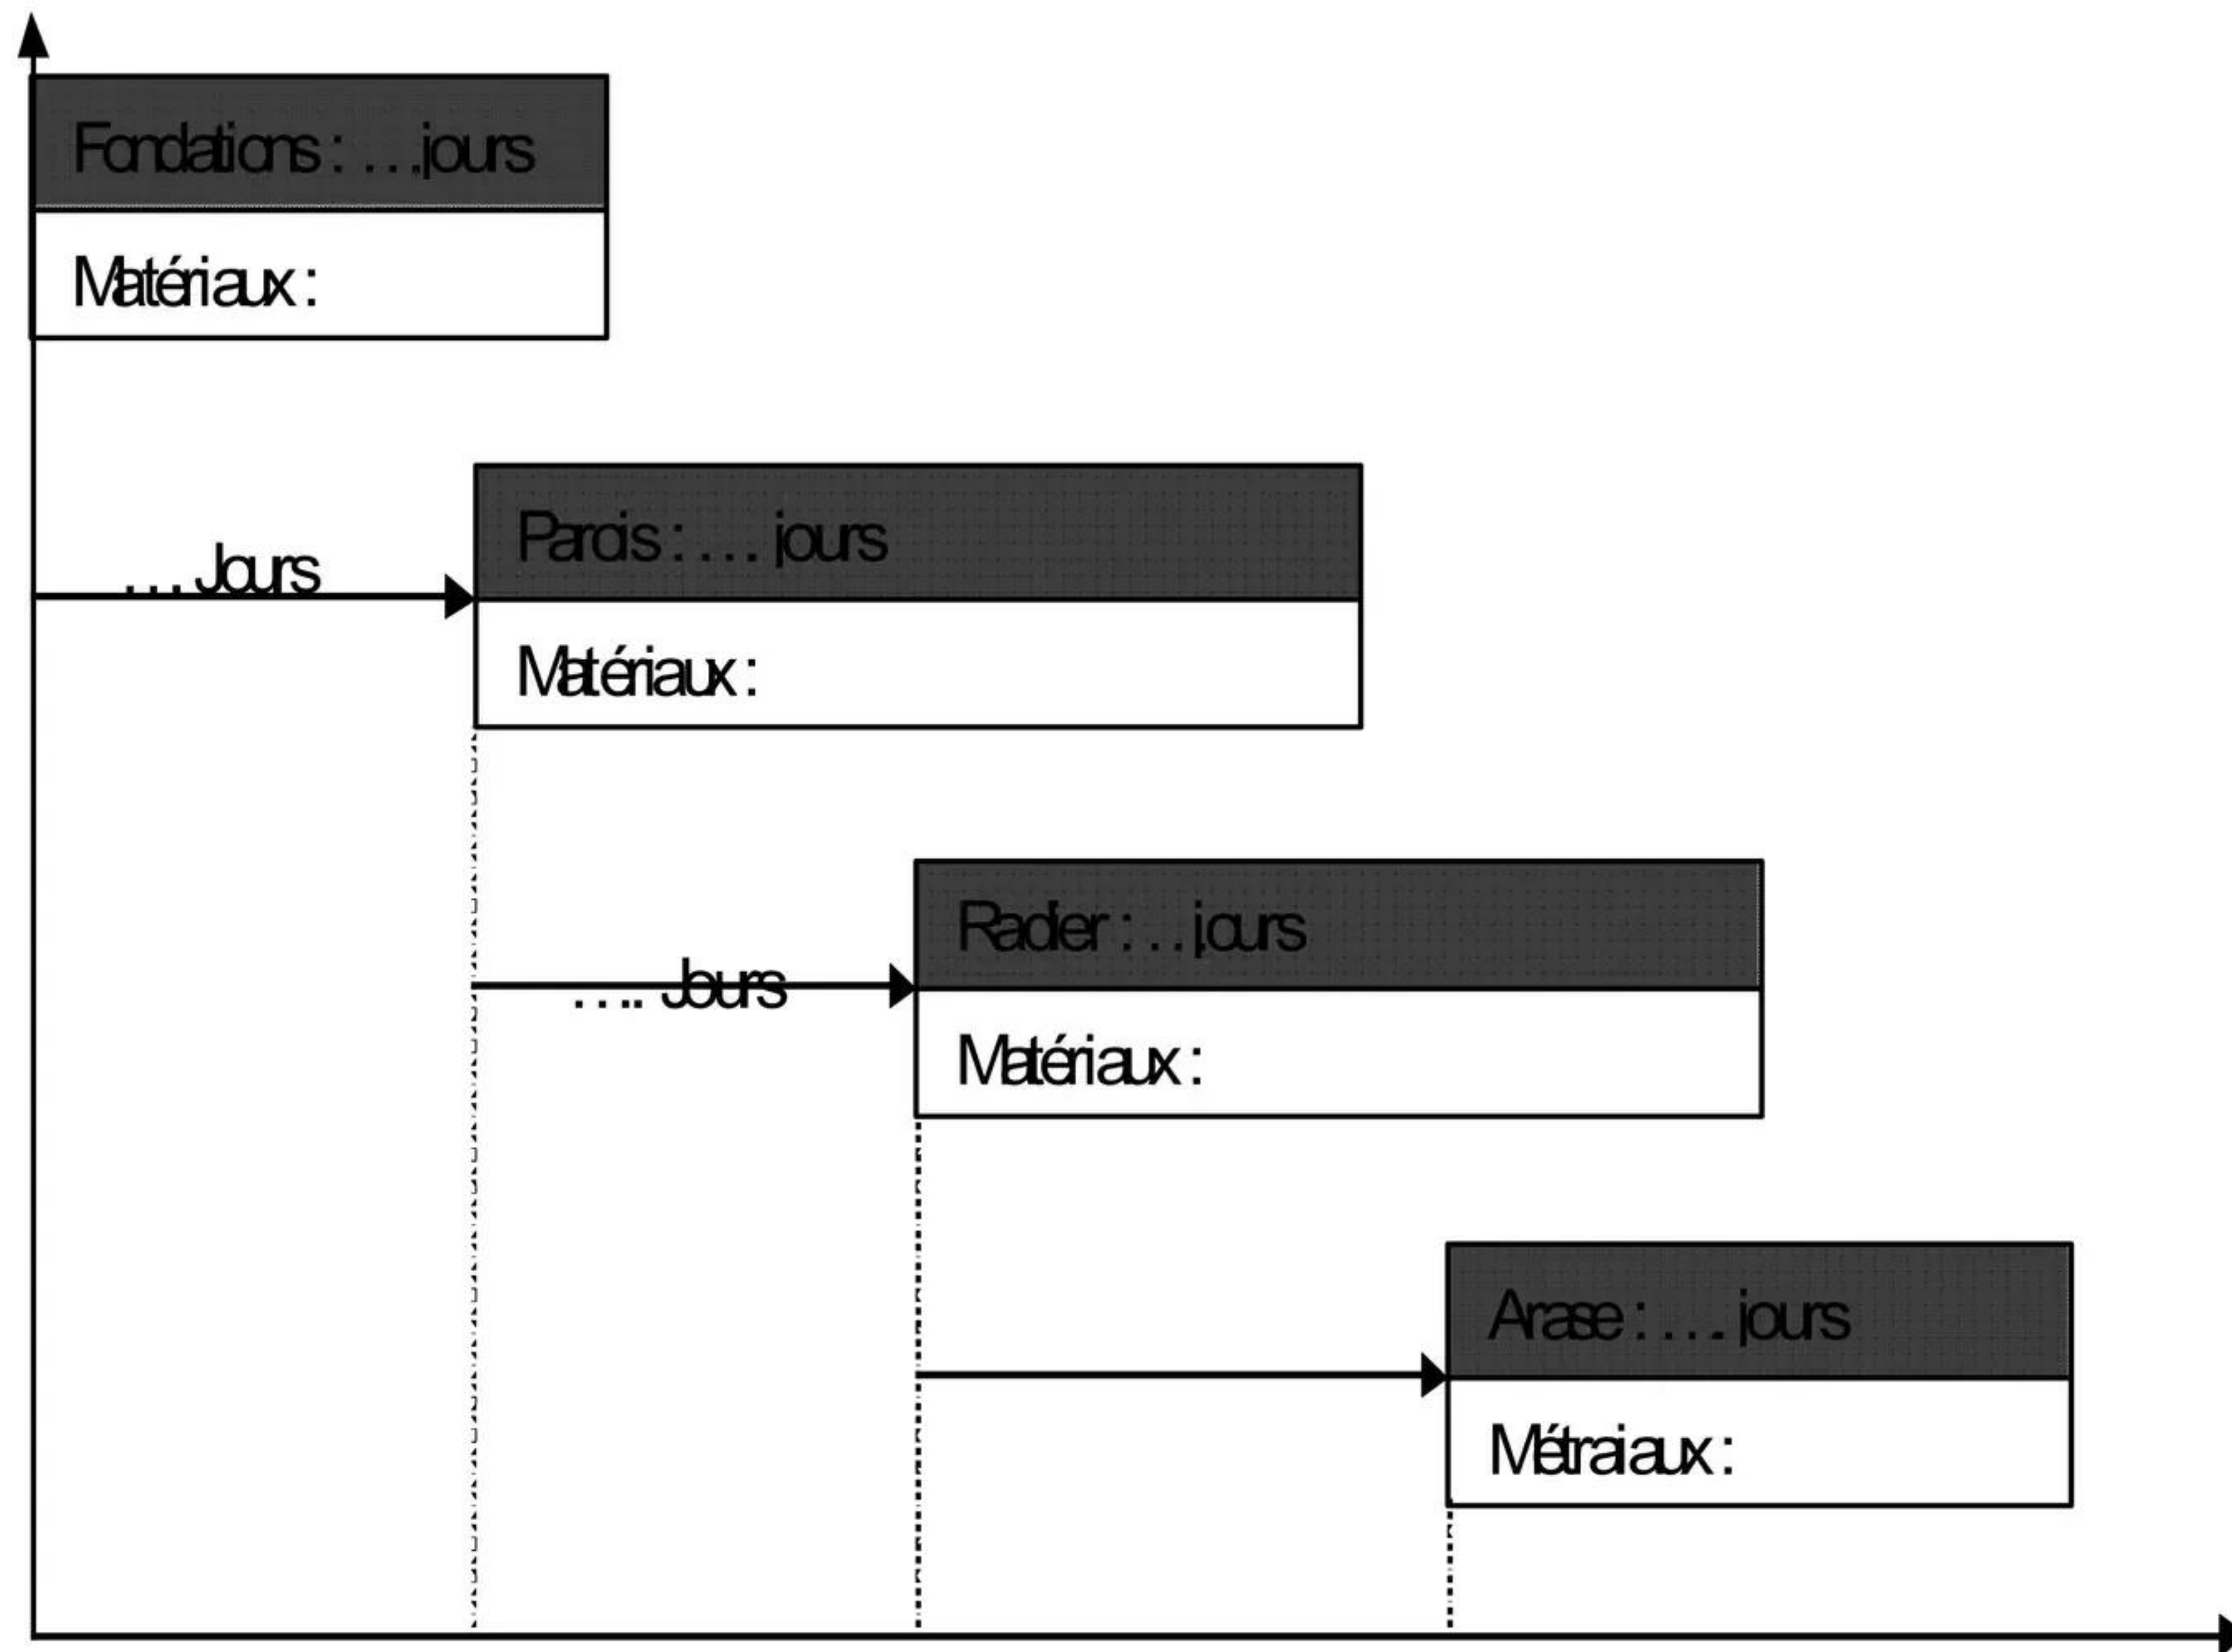 Fondations : ….jours
Matériaux :
Parois : … jours
… Jours
Matériaux :
Radier : …jours
….. Jours
Matériaux :
Arase : …. jours
Métraiaux :